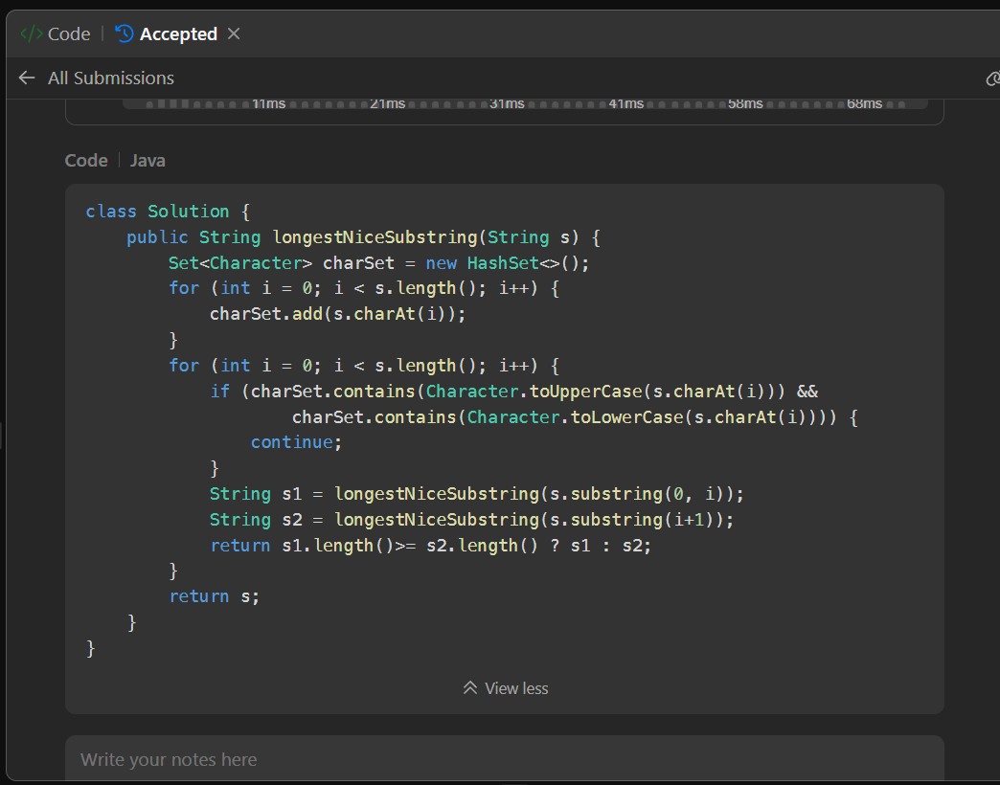 </> Code | Accepted ×
← All Submissions
11ms 21ms 31ms 41ms 58ms 68ms
Code | Java
class Solution {
    public String longestNiceSubstring(String s) {
        Set<Character> charSet = new HashSet<>();
        for (int i = 0; i < s.length(); i++) {
            charSet.add(s.charAt(i));
        }
        for (int i = 0; i < s.length(); i++) {
            if (charSet.contains(Character.toUpperCase(s.charAt(i))) &&
                    charSet.contains(Character.toLowerCase(s.charAt(i)))) {
                continue;
            }
            String s1 = longestNiceSubstring(s.substring(0, i));
            String s2 = longestNiceSubstring(s.substring(i+1));
            return s1.length()>= s2.length() ? s1 : s2;
        }
        return s;
    }
}
View less
Write your notes here